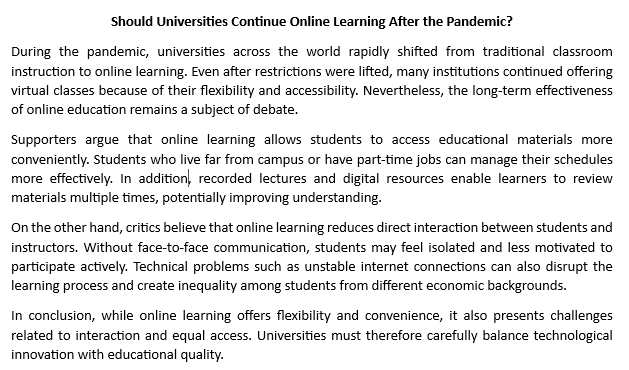 Should Universities Continue Online Learning After the Pandemic?
During the pandemic, universities across the world rapidly shifted from traditional classroom
instruction to online learning. Even after restrictions were lifted, many institutions continued offering
virtual classes because of their flexibility and accessibility. Nevertheless, the long-term effectiveness
of online education remains a subject of debate.
Supporters argue that online learning allows students to access educational materials more
conveniently. Students who live far from campus or have part-time jobs can manage their schedules
more effectively. In addition, recorded lectures and digital resources enable learners to review
materials multiple times, potentially improving understanding.
On the other hand, critics believe that online learning reduces direct interaction between students and
instructors. Without face-to-face communication, students may feel isolated and less motivated to
participate actively. Technical problems such as unstable internet connections can also disrupt the
learning process and create inequality among students from different economic backgrounds.
In conclusion, while online learning offers flexibility and convenience, it also presents challenges
related to interaction and equal access. Universities must therefore carefully balance technological
innovation with educational quality.